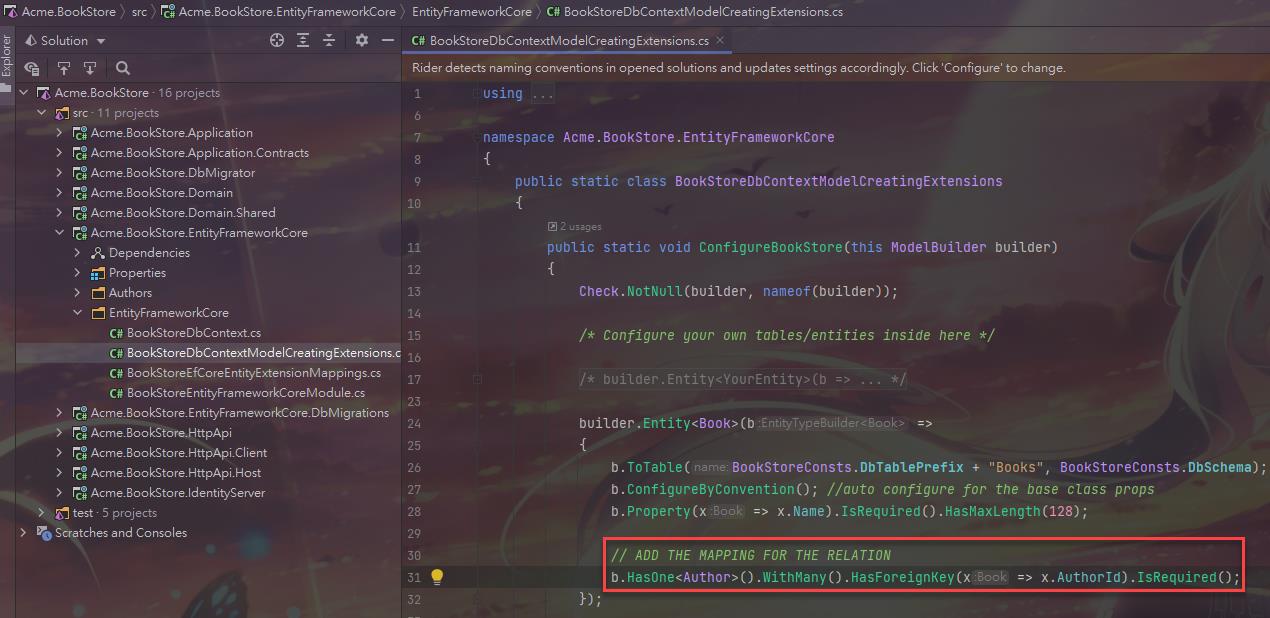 Acme.BookStore > src > Acme.BookStore.EntityFrameworkCore > EntityFrameworkCore > C# BookStoreDbContextModelCreatingExtensions.cs
Explorer
Solution
C# BookStoreDbContextModelCreatingExtensions.cs ×
Rider detects naming conventions in opened solutions and updates settings accordingly. Click 'Configure' to change.
Acme.BookStore · 16 projects
src · 11 projects
C# Acme.BookStore.Application
C# Acme.BookStore.Application.Contracts
C# Acme.BookStore.DbMigrator
C# Acme.BookStore.Domain
C# Acme.BookStore.Domain.Shared
C# Acme.BookStore.EntityFrameworkCore
Dependencies
Properties
Authors
EntityFrameworkCore
C# BookStoreDbContext.cs
C# BookStoreDbContextModelCreatingExtensions.c
C# BookStoreEfCoreEntityExtensionMappings.cs
C# BookStoreEntityFrameworkCoreModule.cs
C# Acme.BookStore.EntityFrameworkCore.DbMigrations
C# Acme.BookStore.HttpApi
C# Acme.BookStore.HttpApi.Client
C# Acme.BookStore.HttpApi.Host
C# Acme.BookStore.IdentityServer
test · 5 projects
Scratches and Consoles
1 using ...
6
7 namespace Acme.BookStore.EntityFrameworkCore
8 {
9 public static class BookStoreDbContextModelCreatingExtensions
10 {
2 usages
11 public static void ConfigureBookStore(this ModelBuilder builder)
12 {
13 Check.NotNull(builder, nameof(builder));
14
15 /* Configure your own tables/entities inside here */
16
17 /* builder.Entity<YourEntity>(b => ... */
23
24 builder.Entity<Book>(b :EntityTypeBuilder<Book> =>
25 {
26 b.ToTable( name: BookStoreConsts.DbTablePrefix + "Books", BookStoreConsts.DbSchema);
27 b.ConfigureByConvention(); //auto configure for the base class props
28 b.Property(x :Book => x.Name).IsRequired().HasMaxLength(128);
29
30 // ADD THE MAPPING FOR THE RELATION
31 b.HasOne<Author>().WithMany().HasForeignKey(x :Book => x.AuthorId).IsRequired();
32 });